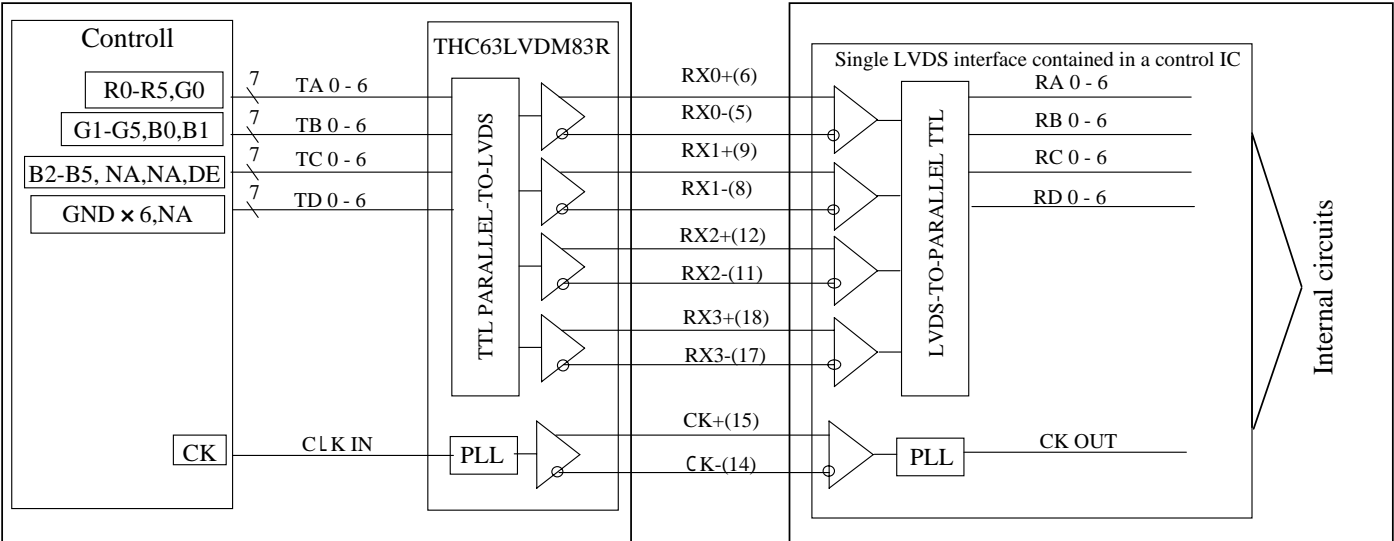 Controll
THC63LVDM83R
Single LVDS interface contained in a control IC
R0-R5,G0
7
TA 0 - 6
RX0+(6)
RA 0 - 6
G1-G5,B0,B1
7
TB 0 - 6
RX0-(5)
RB 0 - 6
B2-B5, NA,NA,DE
7
TC 0 - 6
RX1+(9)
RC 0 - 6
GND × 6,NA
7
TD 0 - 6
RX1-(8)
RD 0 - 6
RX2+(12)
RX2-(11)
RX3+(18)
RX3-(17)
TTL PARALLEL-TO-LVDS
LVDS-TO-PARALLEL TTL
Internal circuits
CK
CLK IN
PLL
CK+(15)
CK-(14)
PLL
CK OUT